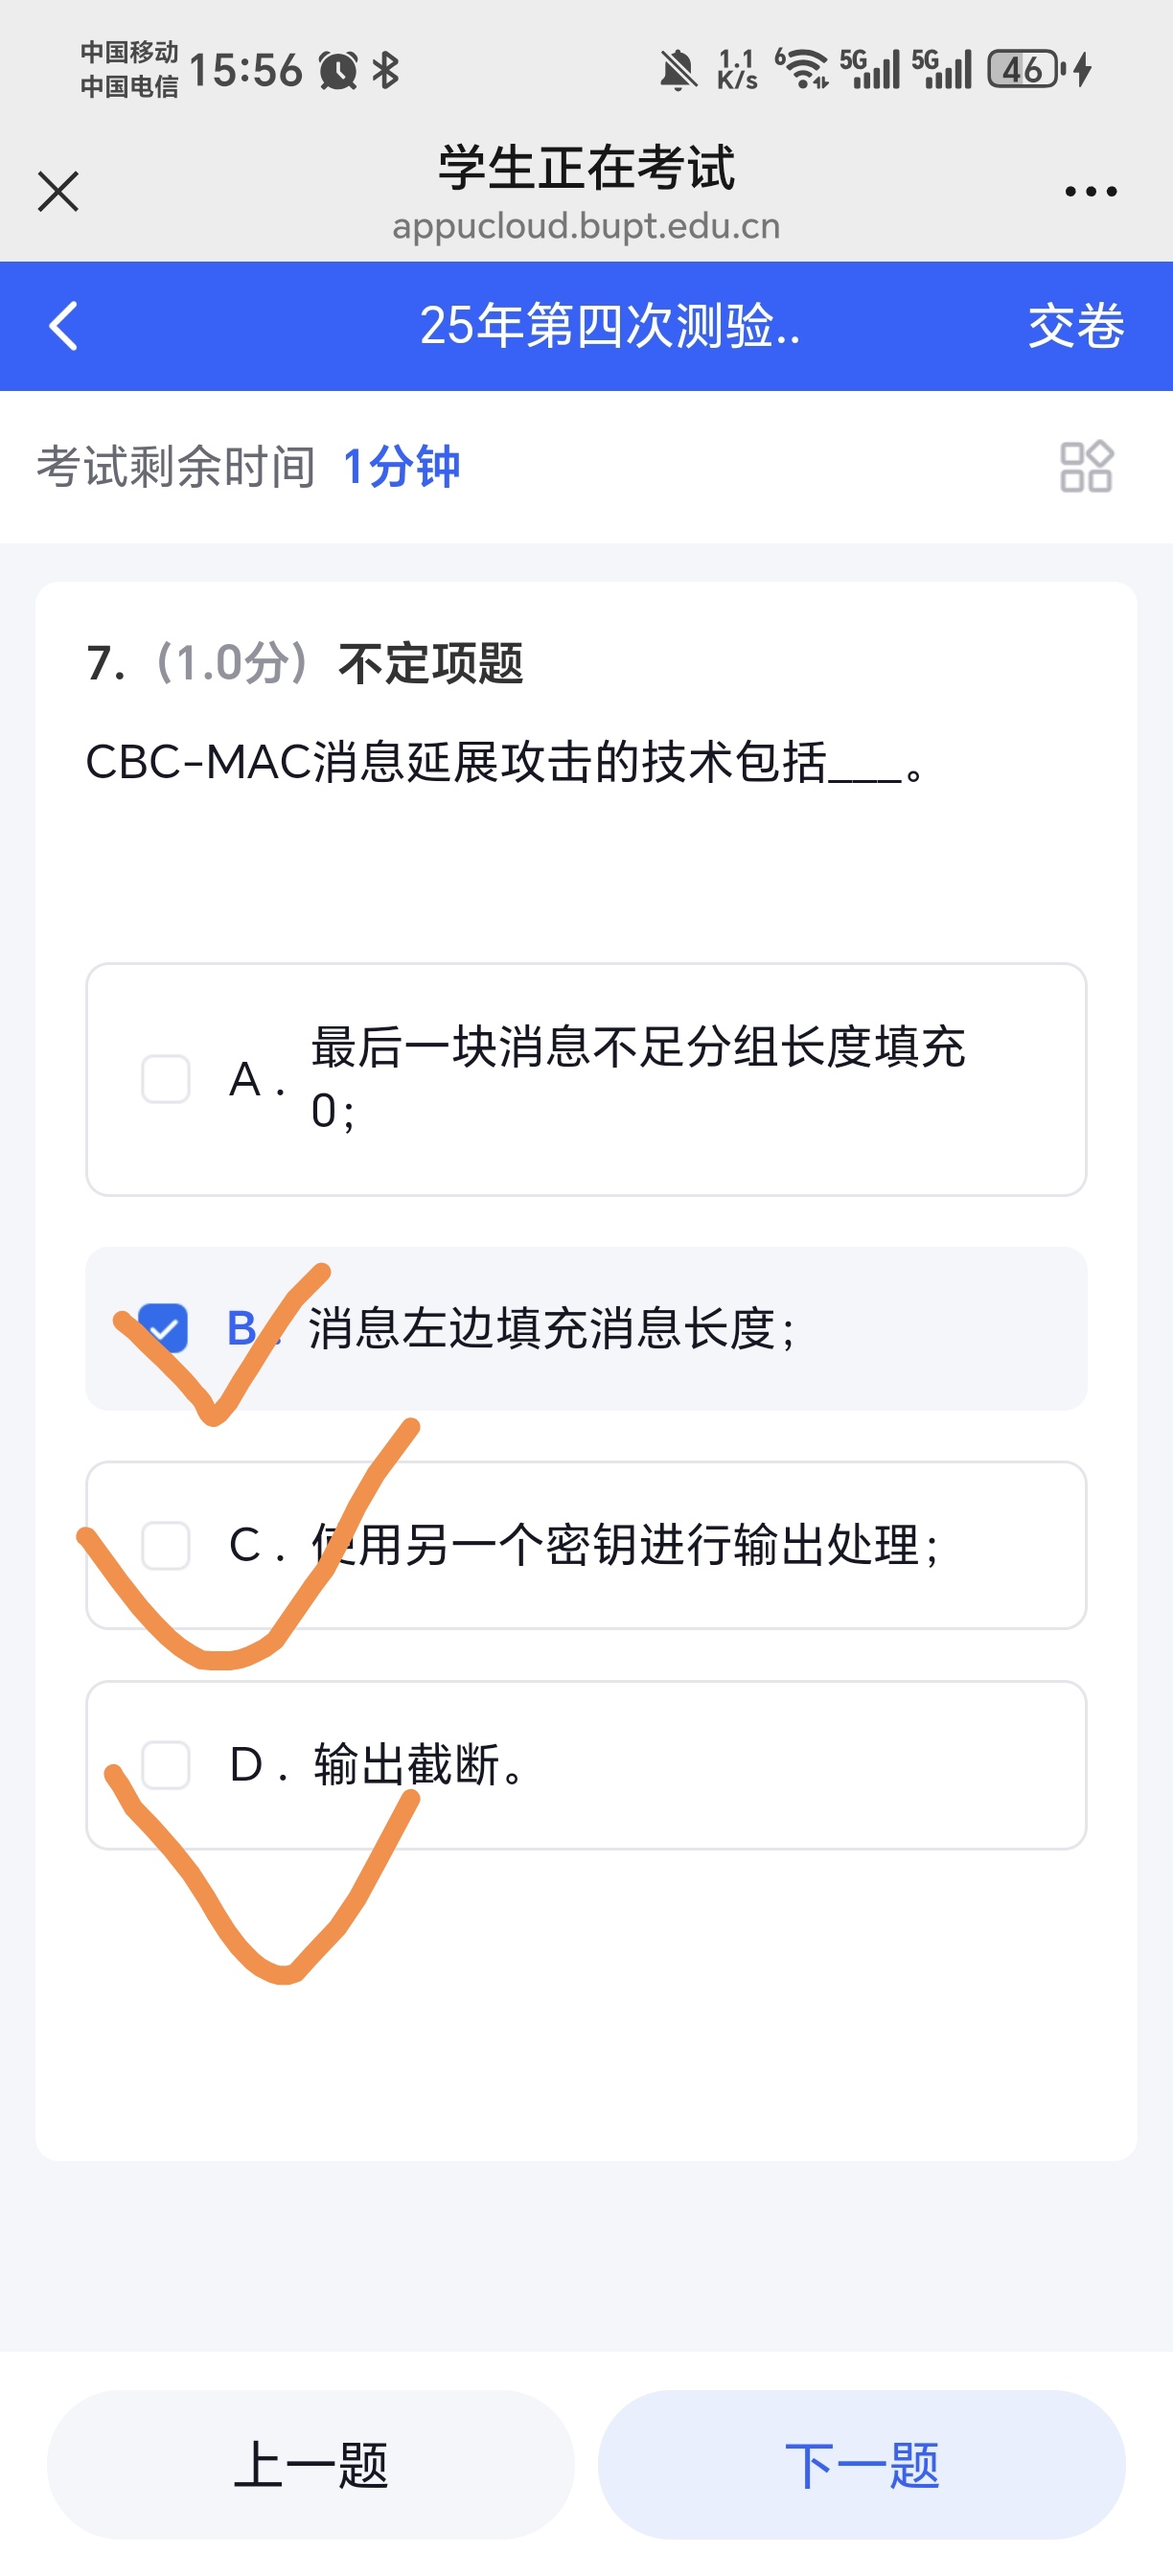 中国移动
中国电信
15:56
1.1
K/s
6
5G
5G
46
学生正在考试
appucloud.bupt.edu.cn
25年第四次测验..
交卷
考试剩余时间 1分钟
7. (1.0分) 不定项题
CBC-MAC消息延展攻击的技术包括___。
A. 最后一块消息不足分组长度填充
0;
B. 消息左边填充消息长度;
C. 使用另一个密钥进行输出处理;
D. 输出截断。
上一题
下一题